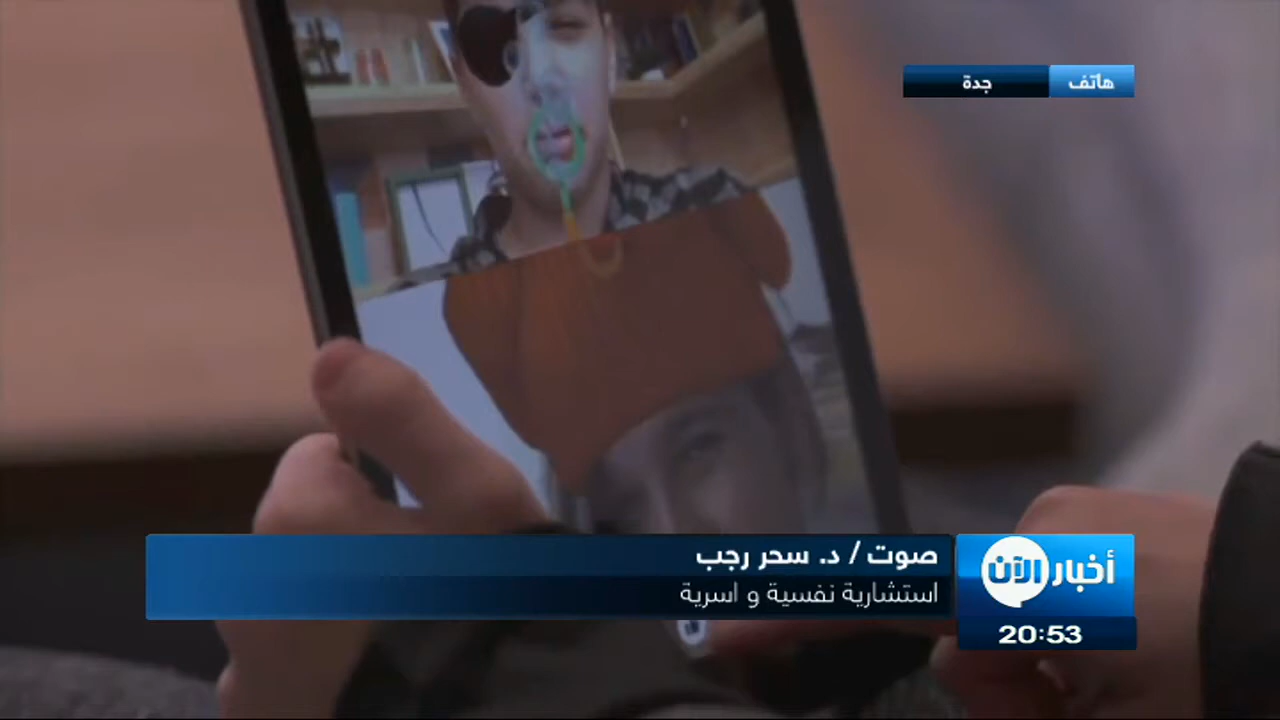 هاتف جدة
صوت / د. سحر رجب
استشارية نفسية و اسرية
أخبار الآن
20:53